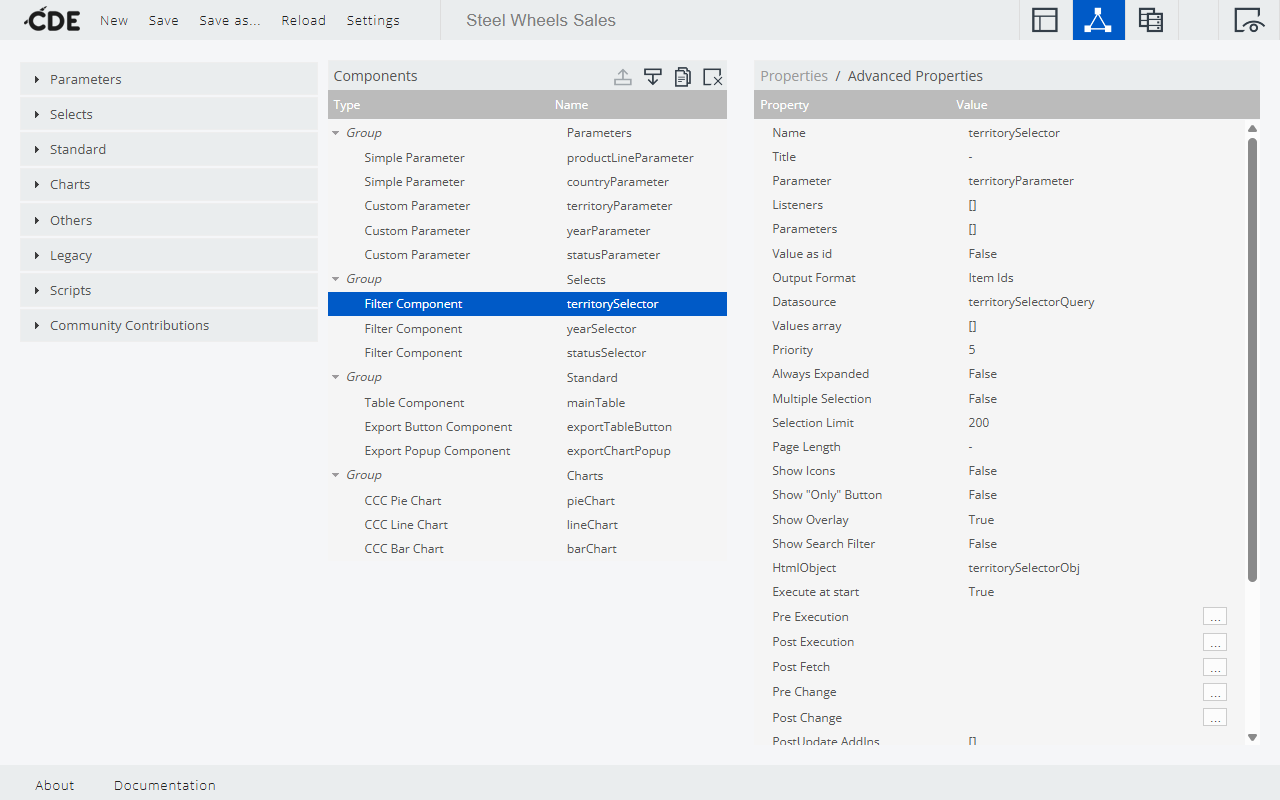 CDE New Save Save as... Reload Settings Steel Wheels Sales
Parameters
Selects
Standard
Charts
Others
Legacy
Scripts
Community Contributions
Components
Type Name
Group Parameters
Simple Parameter productLineParameter
Simple Parameter countryParameter
Custom Parameter territoryParameter
Custom Parameter yearParameter
Custom Parameter statusParameter
Group Selects
Filter Component territorySelector
Filter Component yearSelector
Filter Component statusSelector
Group Standard
Table Component mainTable
Export Button Component exportTableButton
Export Popup Component exportChartPopup
Group Charts
CCC Pie Chart pieChart
CCC Line Chart lineChart
CCC Bar Chart barChart
Properties / Advanced Properties
Property Value
Name territorySelector
Title -
Parameter territoryParameter
Listeners []
Parameters []
Value as id False
Output Format Item Ids
Datasource territorySelectorQuery
Values array []
Priority 5
Always Expanded False
Multiple Selection False
Selection Limit 200
Page Length -
Show Icons False
Show "Only" Button False
Show Overlay True
Show Search Filter False
HtmlObject territorySelectorObj
Execute at start True
Pre Execution ...
Post Execution ...
Post Fetch ...
Pre Change ...
Post Change ...
PostUpdate AddIns []
About Documentation